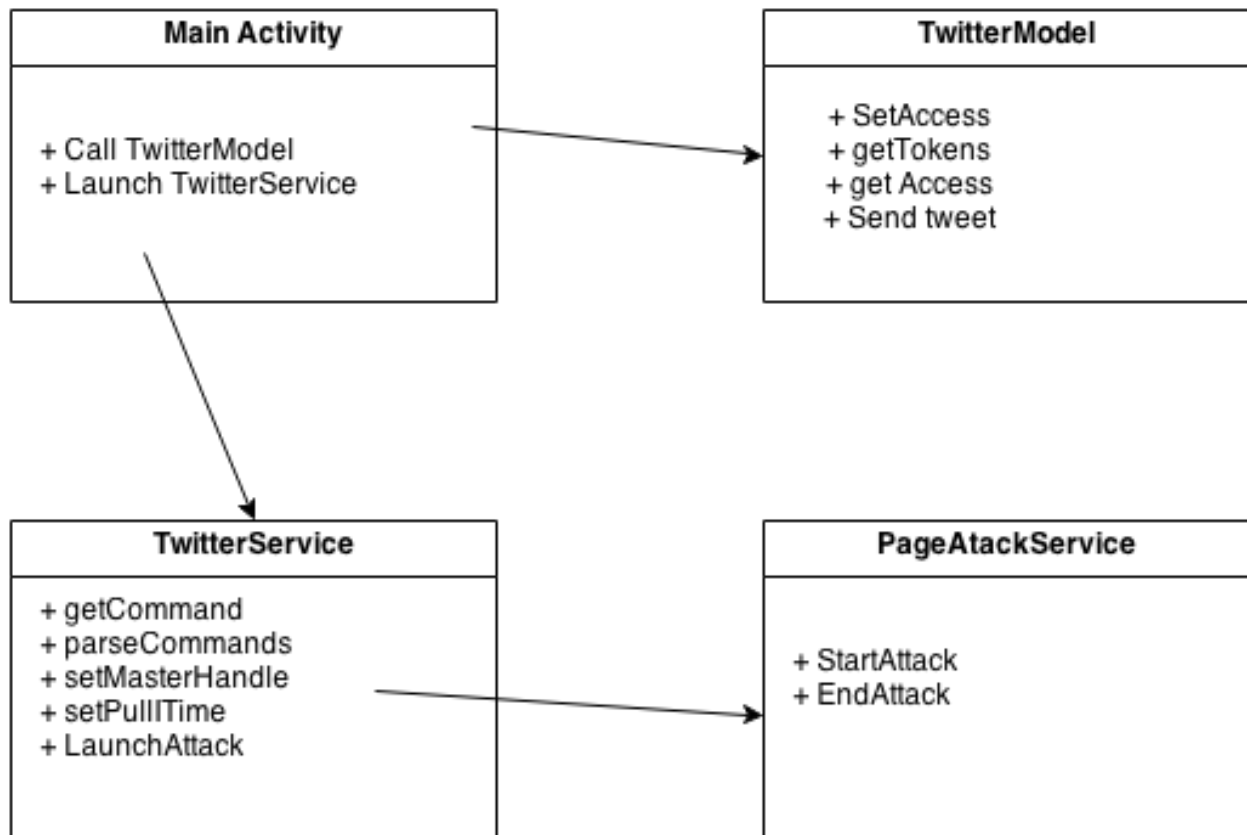 Main Activity
+ Call TwitterModel
+ Launch TwitterService
TwitterModel
+ SetAccess
+ getTokens
+ get Access
+ Send tweet
TwitterService
+ getCommand
+ parseCommands
+ setMasterHandle
+ setPullITime
+ LaunchAttack
PageAtackService
+ StartAttack
+ EndAttack